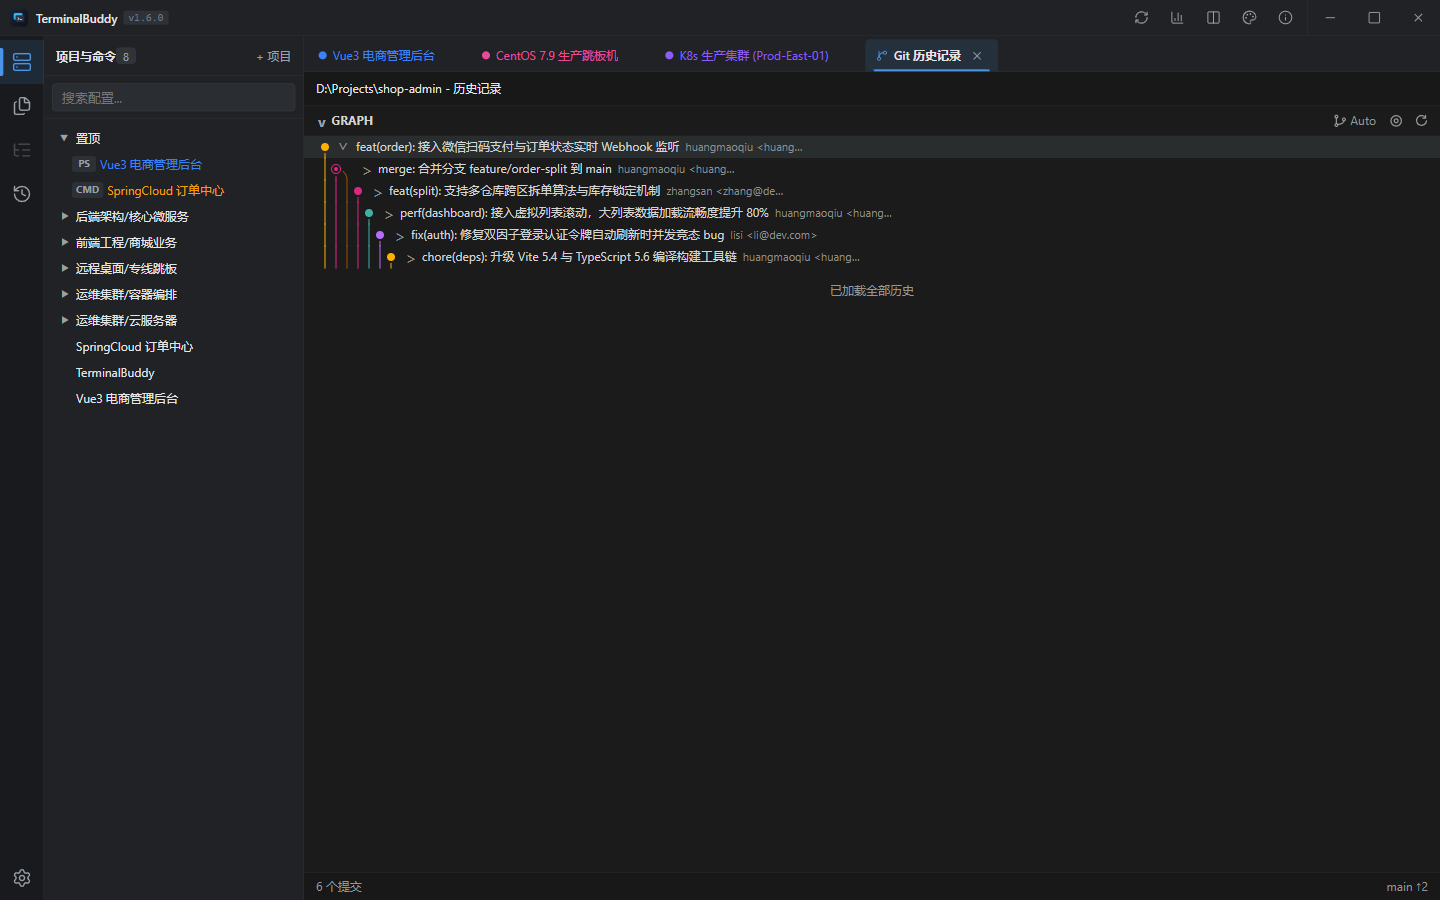 TerminalBuddy v1.6.0
项目与命令 8 + 项目
搜索配置...
置顶
PS Vue3 电商管理后台
CMD SpringCloud 订单中心
后端架构/核心微服务
前端工程/商城业务
远程桌面/专线跳板
运维集群/容器编排
运维集群/云服务器
SpringCloud 订单中心
TerminalBuddy
Vue3 电商管理后台
Vue3 电商管理后台 CentOS 7.9 生产跳板机 K8s 生产集群 (Prod-East-01) Git 历史记录
D:\Projects\shop-admin - 历史记录
GRAPH Auto
feat(order): 接入微信扫码支付与订单状态实时 Webhook 监听 huangmaoqiu <huang...
merge: 合并分支 feature/order-split 到 main huangmaoqiu <huang...
feat(split): 支持多仓库跨区拆单算法与库存锁定机制 zhangsan <zhang@de...
perf(dashboard): 接入虚拟列表滚动，大列表数据加载流畅度提升 80% huangmaoqiu <huang...
fix(auth): 修复双因子登录认证令牌自动刷新时并发竞态 bug lisi <li@dev.com>
chore(deps): 升级 Vite 5.4 与 TypeScript 5.6 编译构建工具链 huangmaoqiu <huang...
已加载全部历史
6 个提交 main ↑2